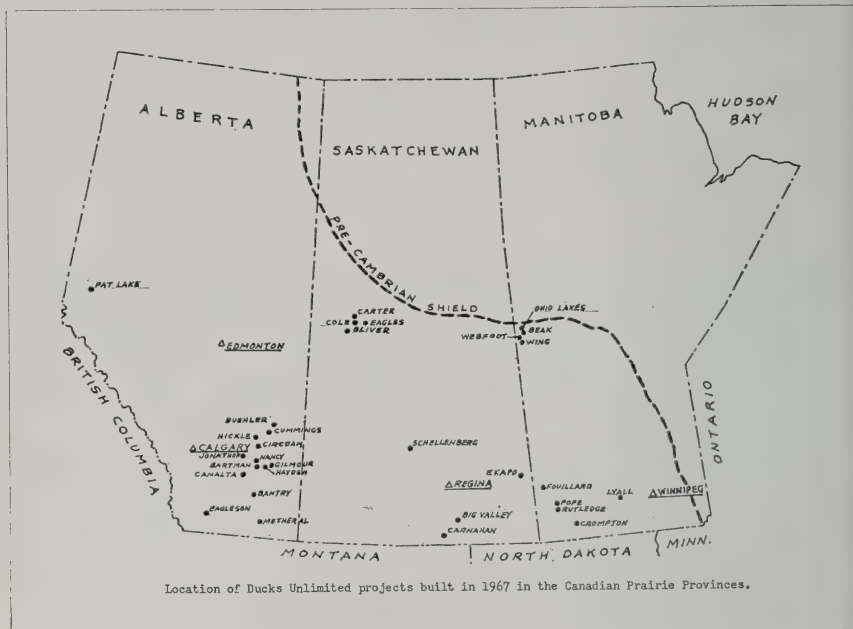 ALBERTA
SASKATCHEWAN
MANITOBA
HUDSON
BAY
PRE-CAMBRIAN
SHIELD
PAT. LAKE
CARTER
COLE
EAGLES
OLIVER
OHIO LAKES
BEAK
WEBFOOT
WING
EDMONTON
BRITISH COLUMBIA
ONTARIO
BUEHLER
CUMMINGS
HICKLE
CALGARY
CIRCDAM
JONATHON
NANCY
BARTMAN
GILMOUR
HAYDEN
CANALTA
BANTRY
EAGLESON
METHERAL
SCHELLENBERG
EKAPO
REGINA
FOUILLARD
LYALL
WINNIPEG
POPE
RUTLEDGE
CROMPTON
BIG VALLEY
CARNAHAN
MONTANA
NORTH DAKOTA
MINN.
Location of Ducks Unlimited projects built in 1967 in the Canadian Prairie Provinces.